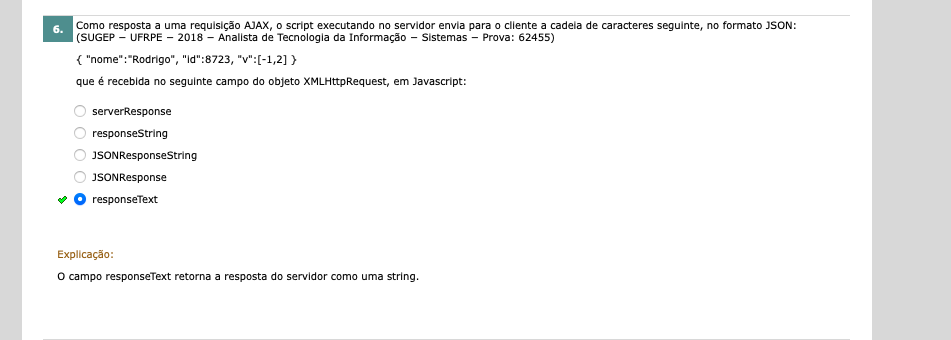 6. Como resposta a uma requisição AJAX, o script executando no servidor envia para o cliente a cadeia de caracteres seguinte, no formato JSON:
(SUGEP − UFRPE − 2018 − Analista de Tecnologia da Informação − Sistemas − Prova: 62455)
{ "nome":"Rodrigo", "id":8723, "v":[-1,2] }
que é recebida no seguinte campo do objeto XMLHttpRequest, em Javascript:
serverResponse
responseString
JSONResponseString
JSONResponse
responseText
Explicação:
O campo responseText retorna a resposta do servidor como uma string.